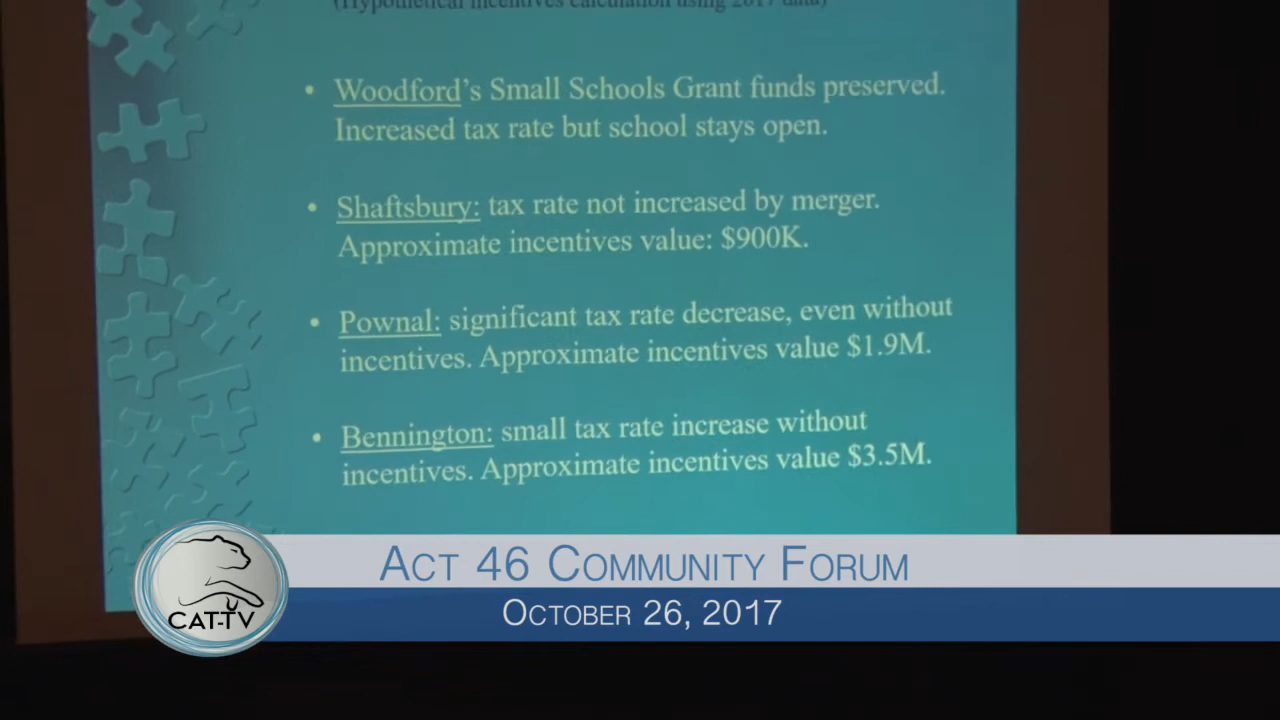 (Hypothetical incentives calculation using 2017 data)
• Woodford's Small Schools Grant funds preserved.
Increased tax rate but school stays open.
• Shaftsbury: tax rate not increased by merger.
Approximate incentives value: $900K.
• Pownal: significant tax rate decrease, even without
incentives. Approximate incentives value $1.9M.
• Bennington: small tax rate increase without
incentives. Approximate incentives value $3.5M.
ACT 46 COMMUNITY FORUM
OCTOBER 26, 2017
CAT-TV